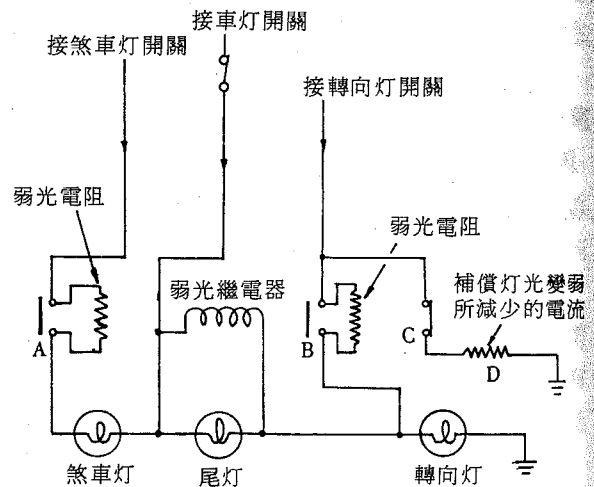 接車灯開關
接煞車灯開關
接轉向灯開關
弱光電阻
弱光電阻
弱光繼電器
補償灯光變弱
所減少的電流
A
B
C
D
煞車灯
尾灯
轉向灯